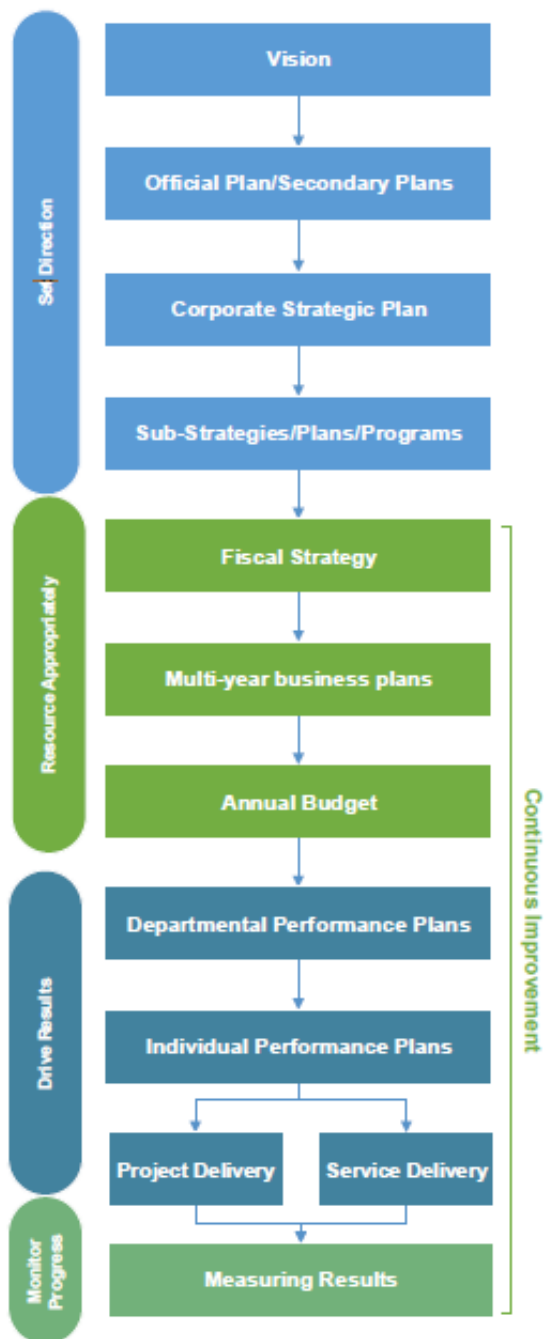 Set Direction
Vision
Official Plan/Secondary Plans
Corporate Strategic Plan
Sub-Strategies/Plans/Programs
Resource Appropriately
Fiscal Strategy
Multi-year business plans
Annual Budget
Continuous Improvement
Drive Results
Departmental Performance Plans
Individual Performance Plans
Project Delivery
Service Delivery
Monitor
Progress
Measuring Results